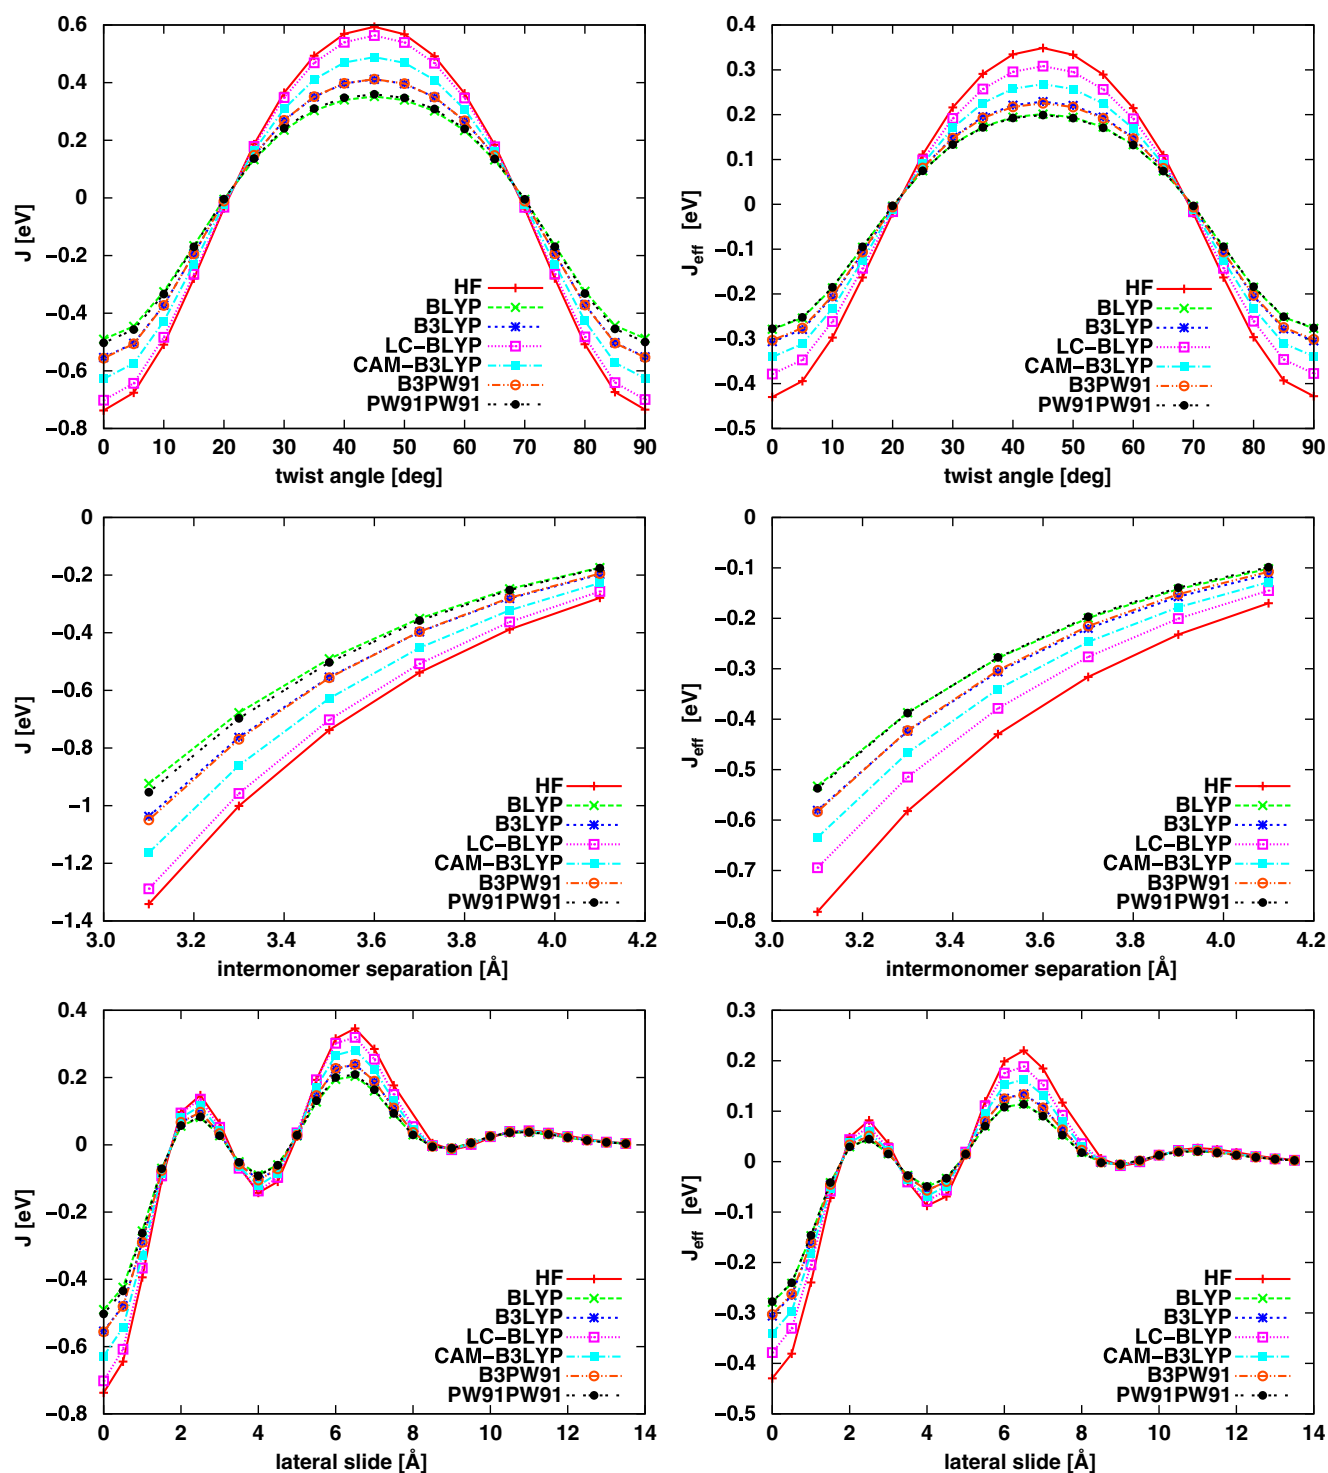 0.6
0.4
0.2
0
−0.2
−0.4
−0.6
−0.8
J [eV]
0 10 20 30 40 50 60 70 80 90
twist angle [deg]
HF
BLYP
B3LYP
LC−BLYP
CAM−B3LYP
B3PW91
PW91PW91
0.4
0.3
0.2
0.1
0
−0.1
−0.2
−0.3
−0.4
−0.5
Jeff [eV]
0 10 20 30 40 50 60 70 80 90
twist angle [deg]
HF
BLYP
B3LYP
LC−BLYP
CAM−B3LYP
B3PW91
PW91PW91
0
−0.2
−0.4
−0.6
−0.8
−1
−1.2
−1.4
J [eV]
3.0 3.2 3.4 3.6 3.8 4.0 4.2
intermonomer separation [Å]
HF
BLYP
B3LYP
LC−BLYP
CAM−B3LYP
B3PW91
PW91PW91
0
−0.1
−0.2
−0.3
−0.4
−0.5
−0.6
−0.7
−0.8
Jeff [eV]
3.0 3.2 3.4 3.6 3.8 4.0 4.2
intermonomer separation [Å]
HF
BLYP
B3LYP
LC−BLYP
CAM−B3LYP
B3PW91
PW91PW91
0.4
0.2
0
−0.2
−0.4
−0.6
−0.8
J [eV]
0 2 4 6 8 10 12 14
lateral slide [Å]
HF
BLYP
B3LYP
LC−BLYP
CAM−B3LYP
B3PW91
PW91PW91
0.3
0.2
0.1
0
−0.1
−0.2
−0.3
−0.4
−0.5
Jeff [eV]
0 2 4 6 8 10 12 14
lateral slide [Å]
HF
BLYP
B3LYP
LC−BLYP
CAM−B3LYP
B3PW91
PW91PW91